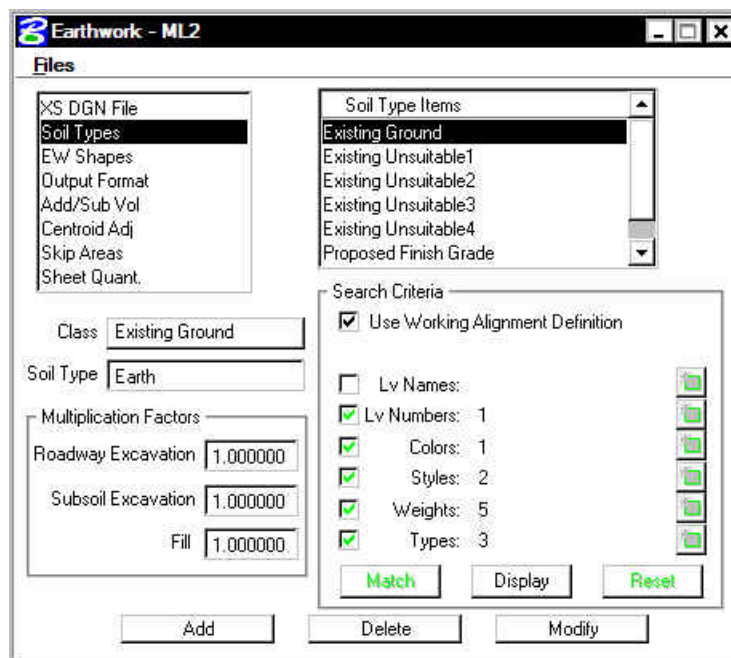 Earthwork - ML2
Files
XS DGN File
Soil Types
EW Shapes
Output Format
Add/Sub Vol
Centroid Adj
Skip Areas
Sheet Quant.
Soil Type Items
Existing Ground
Existing Unsuitable1
Existing Unsuitable2
Existing Unsuitable3
Existing Unsuitable4
Proposed Finish Grade
Class Existing Ground
Soil Type Earth
Multiplication Factors
Roadway Excavation 1.000000
Subsoil Excavation 1.000000
Fill 1.000000
Search Criteria
Use Working Alignment Definition
Lv Names:
Lv Numbers: 1
Colors: 1
Styles: 2
Weights: 5
Types: 3
Match Display Reset
Add Delete Modify